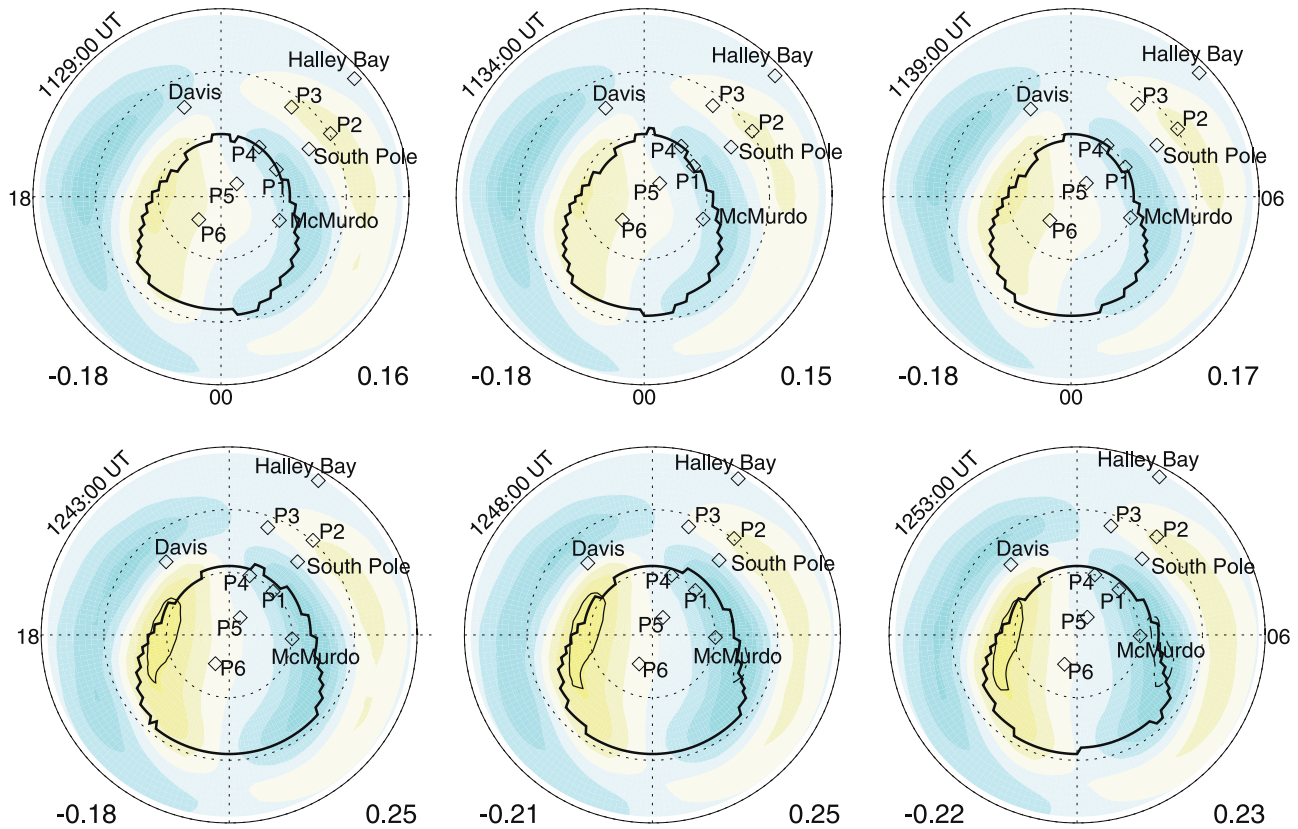 1129:00 UT
Halley Bay
Davis
P3
P2
P4
South Pole
P1
P5
18
McMurdo
P6
-0.18
0.16
00
1134:00 UT
Halley Bay
Davis
P3
P2
P4
South Pole
P1
P5
McMurdo
P6
-0.18
0.15
00
1139:00 UT
Halley Bay
Davis
P3
P2
P4
South Pole
P1
P5
06
McMurdo
P6
-0.18
0.17
1243:00 UT
Halley Bay
P3
P2
Davis
South Pole
P4
P1
P5
18
McMurdo
P6
-0.18
0.25
1248:00 UT
Halley Bay
P3
P2
Davis
South Pole
P4
P1
P5
McMurdo
P6
-0.21
0.25
1253:00 UT
Halley Bay
P3
P2
Davis
South Pole
P4
P1
P5
06
McMurdo
P6
-0.22
0.23